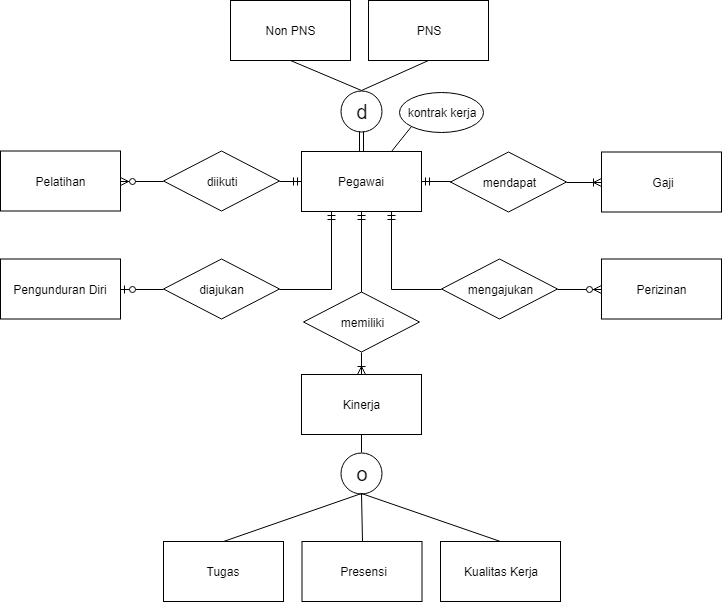 Non PNS
PNS
d
kontrak kerja
Pelatihan
diikuti
Pegawai
mendapat
Gaji
Pengunduran Diri
diajukan
mengajukan
Perizinan
memiliki
Kinerja
o
Tugas
Presensi
Kualitas Kerja